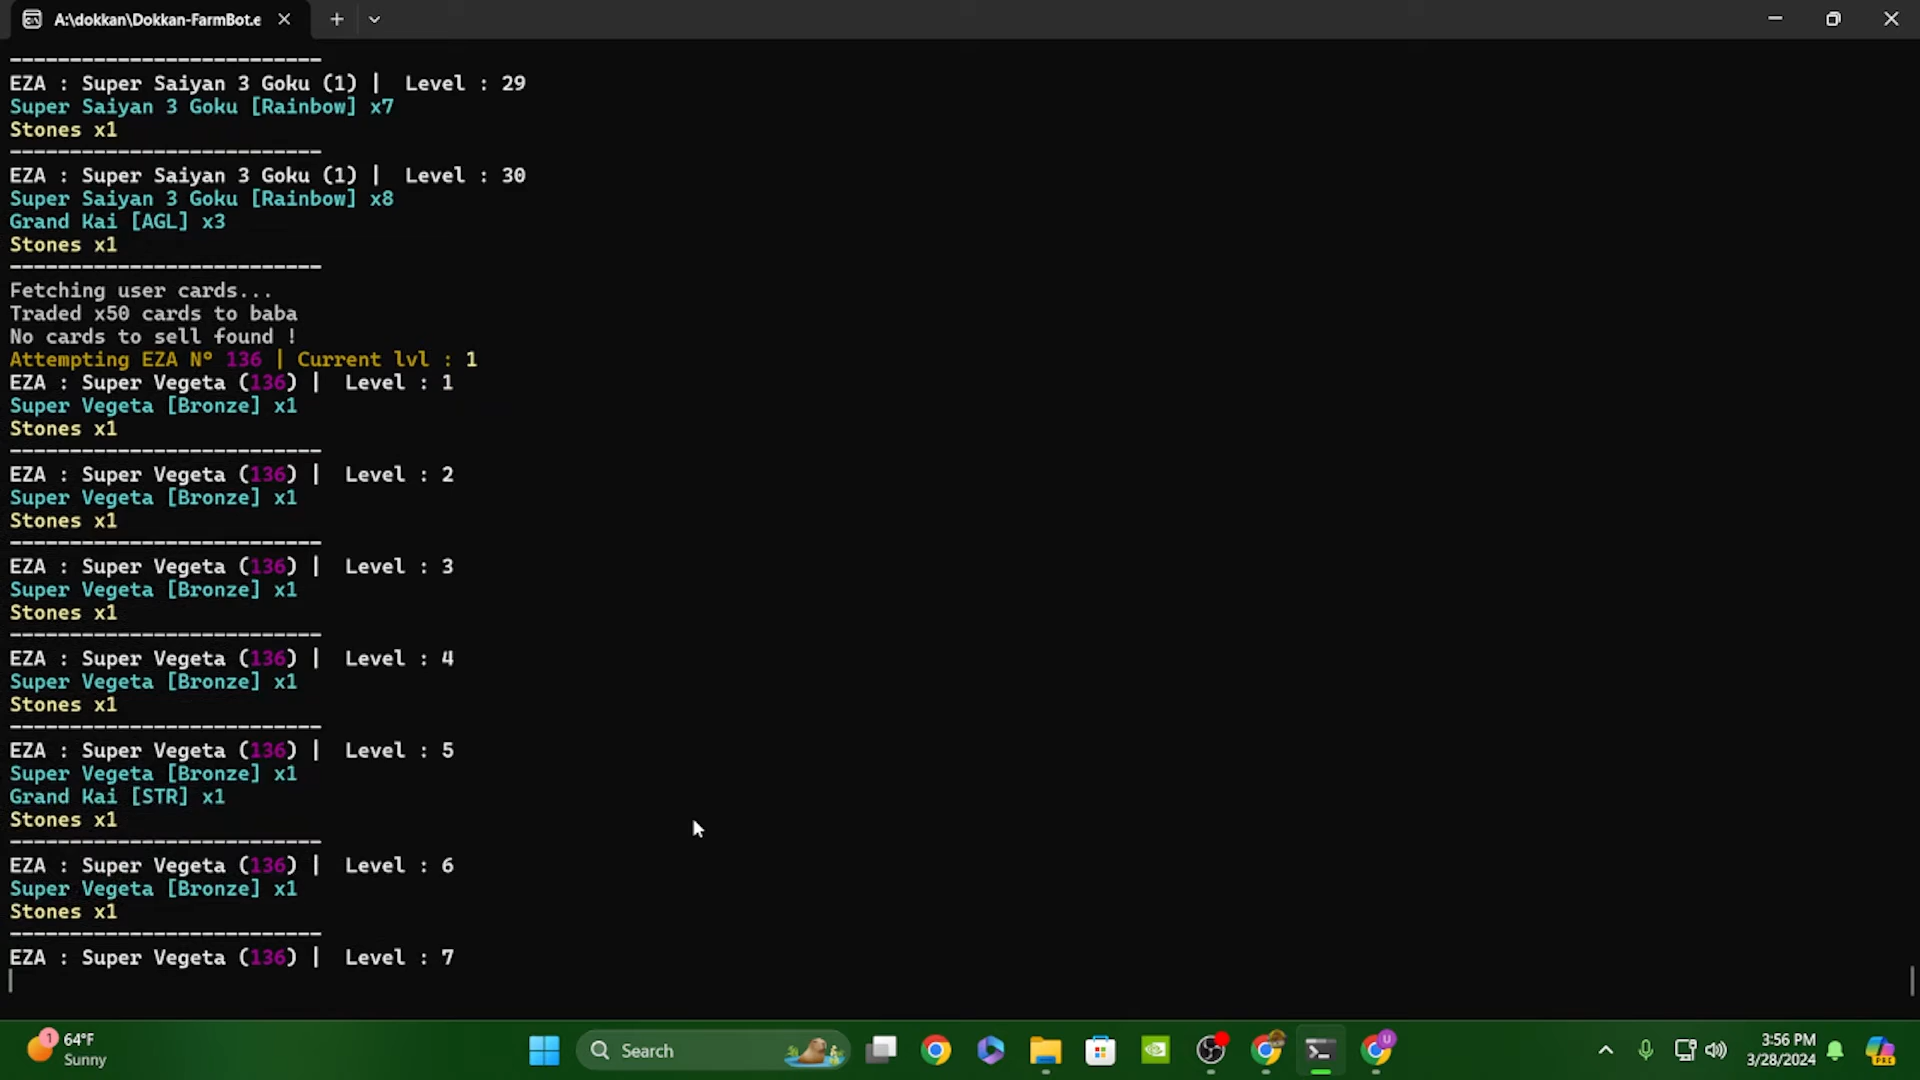 A:\dokkan\Dokkan-FarmBot.e
--------------------------
EZA : Super Saiyan 3 Goku (1) |  Level : 29
Super Saiyan 3 Goku [Rainbow] x7
Stones x1
--------------------------
EZA : Super Saiyan 3 Goku (1) |  Level : 30
Super Saiyan 3 Goku [Rainbow] x8
Grand Kai [AGL] x3
Stones x1
--------------------------
Fetching user cards...
Traded x50 cards to baba
No cards to sell found !
Attempting EZA N° 136 | Current lvl : 1
EZA : Super Vegeta (136) |  Level : 1
Super Vegeta [Bronze] x1
Stones x1
--------------------------
EZA : Super Vegeta (136) |  Level : 2
Super Vegeta [Bronze] x1
Stones x1
--------------------------
EZA : Super Vegeta (136) |  Level : 3
Super Vegeta [Bronze] x1
Stones x1
--------------------------
EZA : Super Vegeta (136) |  Level : 4
Super Vegeta [Bronze] x1
Stones x1
--------------------------
EZA : Super Vegeta (136) |  Level : 5
Super Vegeta [Bronze] x1
Grand Kai [STR] x1
Stones x1
--------------------------
EZA : Super Vegeta (136) |  Level : 6
Super Vegeta [Bronze] x1
Stones x1
--------------------------
EZA : Super Vegeta (136) |  Level : 7
1
64°F
Sunny
Search
U
3:56 PM
3/28/2024
PRE